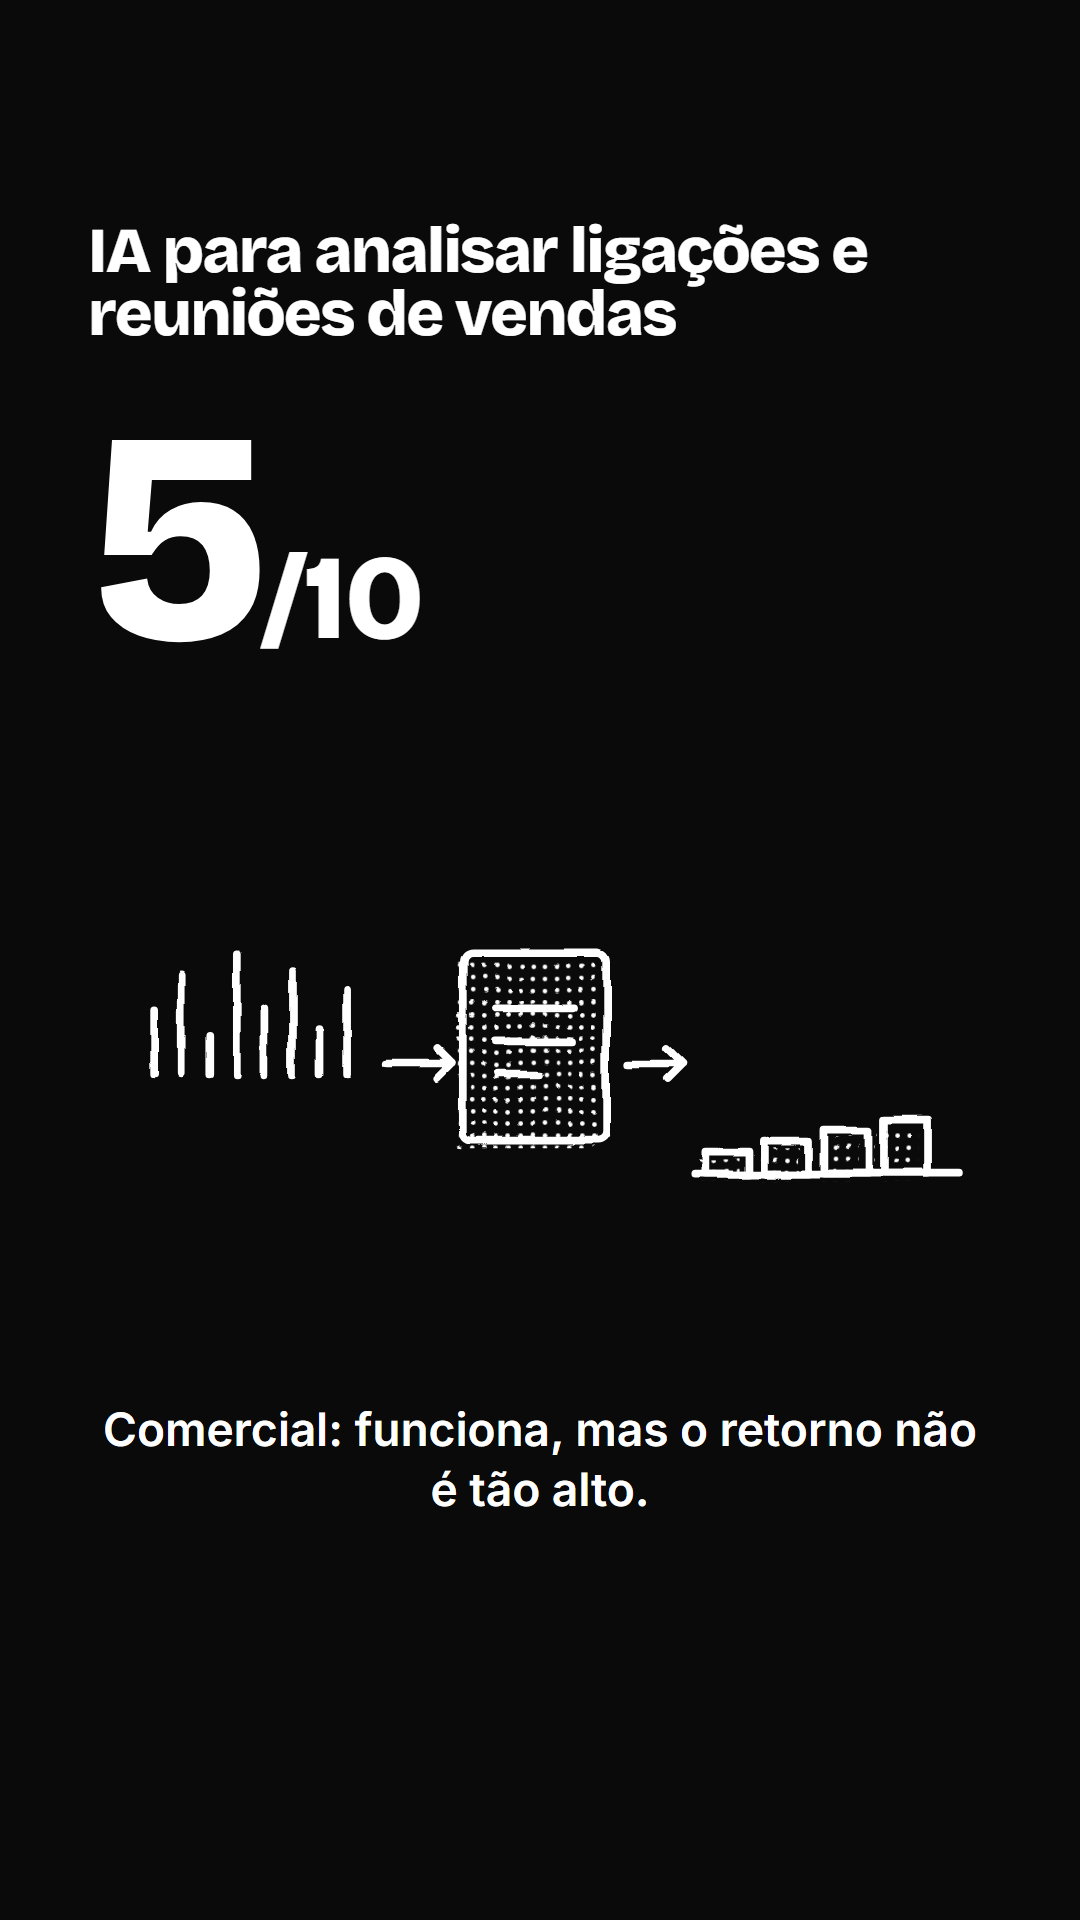 IA para analisar ligações e
reuniões de vendas
5/10
Comercial: funciona, mas o retorno não
é tão alto.